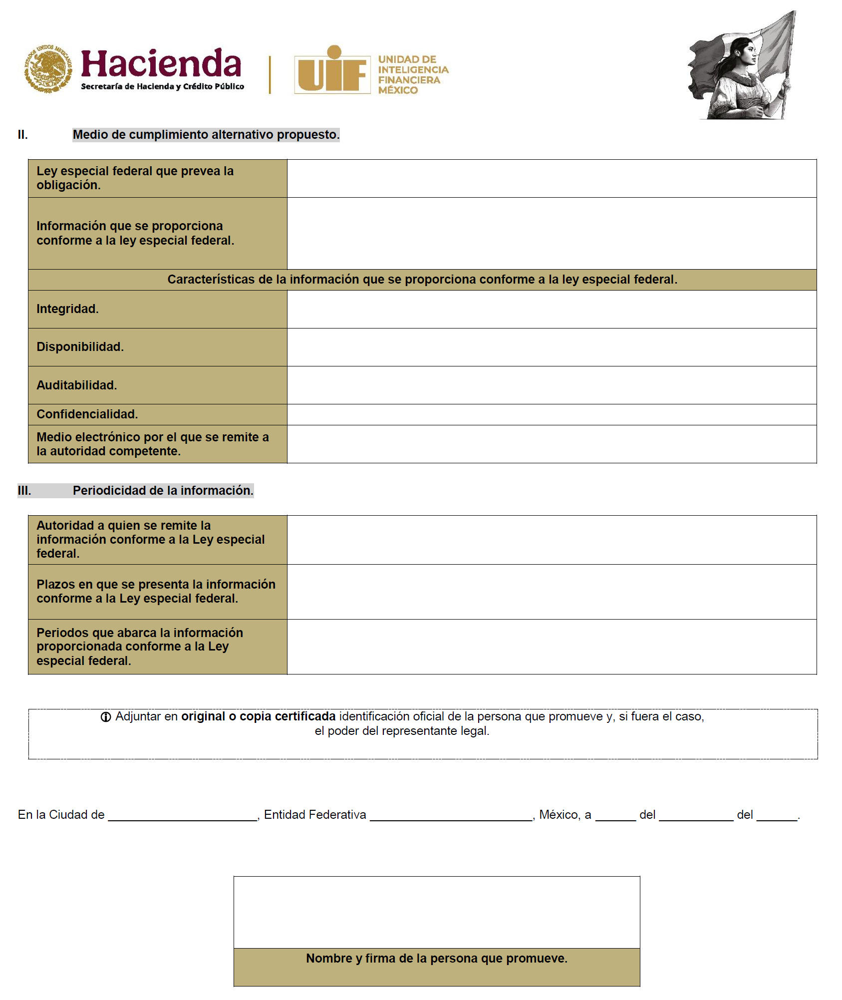 ESTADOS UNIDOS MEXICANOS
Hacienda
Secretaría de Hacienda y Crédito Público
UIF
UNIDAD DE
INTELIGENCIA
FINANCIERA
MÉXICO
II. Medio de cumplimiento alternativo propuesto.
Ley especial federal que prevea la
obligación.
Información que se proporciona
conforme a la ley especial federal.
Características de la información que se proporciona conforme a la ley especial federal.
Integridad.
Disponibilidad.
Auditabilidad.
Confidencialidad.
Medio electrónico por el que se remite a
la autoridad competente.
III. Periodicidad de la información.
Autoridad a quien se remite la
información conforme a la Ley especial
federal.
Plazos en que se presenta la información
conforme a la Ley especial federal.
Periodos que abarca la información
proporcionada conforme a la Ley
especial federal.
Adjuntar en original o copia certificada identificación oficial de la persona que promueve y, si fuera el caso,
el poder del representante legal.
En la Ciudad de ______________________, Entidad Federativa ________________________, México, a ______ del ___________ del ______.
Nombre y firma de la persona que promueve.